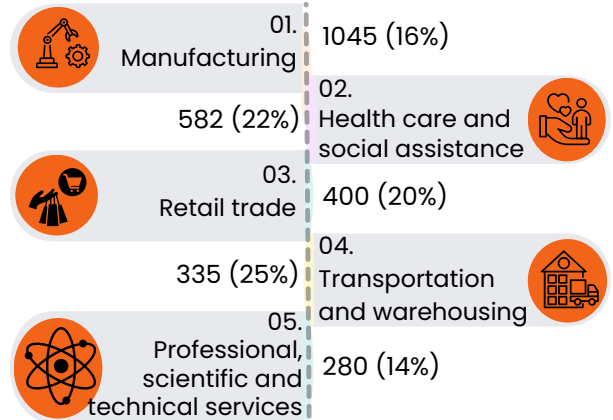 01.
Manufacturing
1045 (16%)
02.
Health care and
social assistance
582 (22%)
03.
Retail trade
400 (20%)
04.
Transportation
and warehousing
335 (25%)
05.
Professional,
scientific and
technical services
280 (14%)